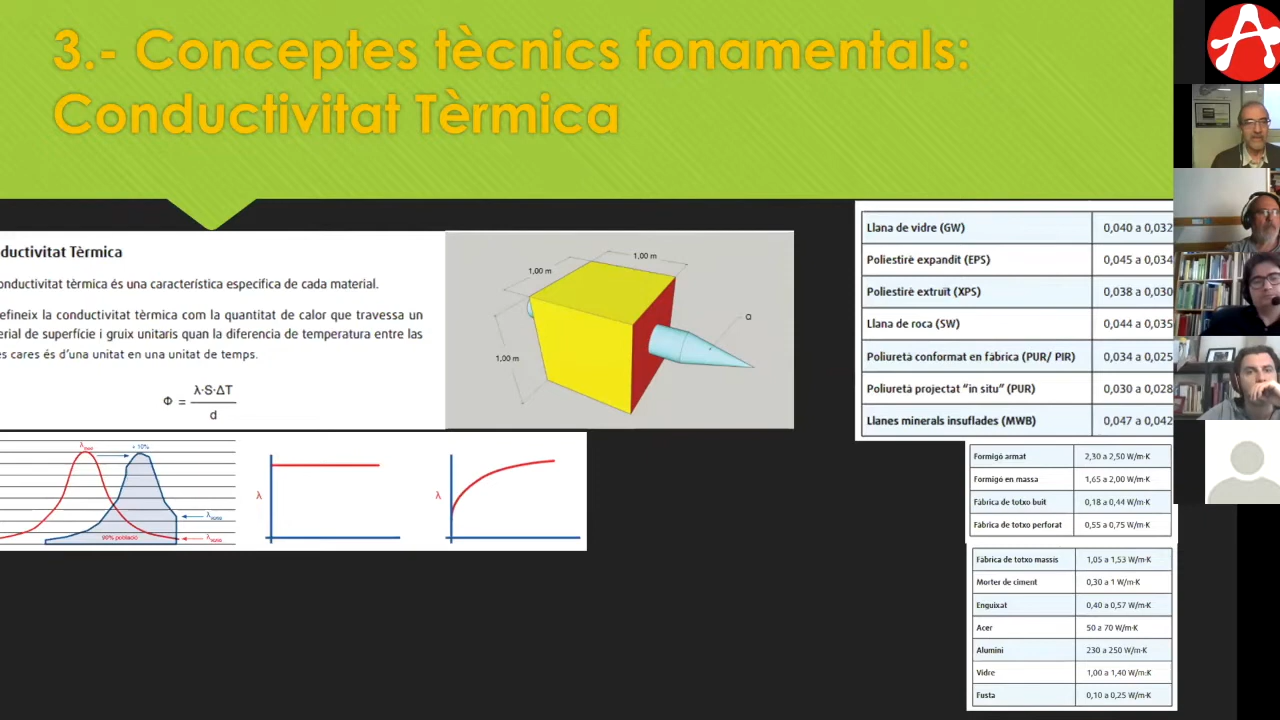 3.- Conceptes tècnics fonamentals:
Conductivitat Tèrmica
ductivitat Tèrmica
onductivitat tèrmica és una característica específica de cada material.
efineix la conductivitat tèrmica com la quantitat de calor que travessa un
erial de superfície i gruix unitaris quan la diferencia de temperatura entre les
es cares és d'una unitat en una unitat de temps.
Φ = λ·S·ΔT
d
1,00 m
1,00 m
1,00 m
Q
Llana de vidre (GW) 0,040 a 0,032
Poliestirè expandit (EPS) 0,045 a 0,034
Poliestirè extruït (XPS) 0,038 a 0,030
Llana de roca (SW) 0,044 a 0,035
Poliuretà conformat en fàbrica (PUR/ PIR) 0,034 a 0,025
Poliuretà projectat "in situ" (PUR) 0,030 a 0,028
Llanes minerals insuflades (MWB) 0,047 a 0,042
+ 10%
90% població
λ
λ
Formigó armat 2,30 a 2,50 W/m·K
Formigó en massa 1,65 a 2,00 W/m·K
Fàbrica de totxo buit 0,18 a 0,44 W/m·K
Fàbrica de totxo perforat 0,55 a 0,75 W/m·K
Fàbrica de totxo massís 1,05 a 1,53 W/m·K
Morter de ciment 0,30 a 1 W/m·K
Enguixat 0,40 a 0,57 W/m·K
Acer 50 a 70 W/m·K
Alumini 230 a 250 W/m·K
Vidre 1,00 a 1,40 W/m:K
Fusta 0,10 a 0,25 W/m·K